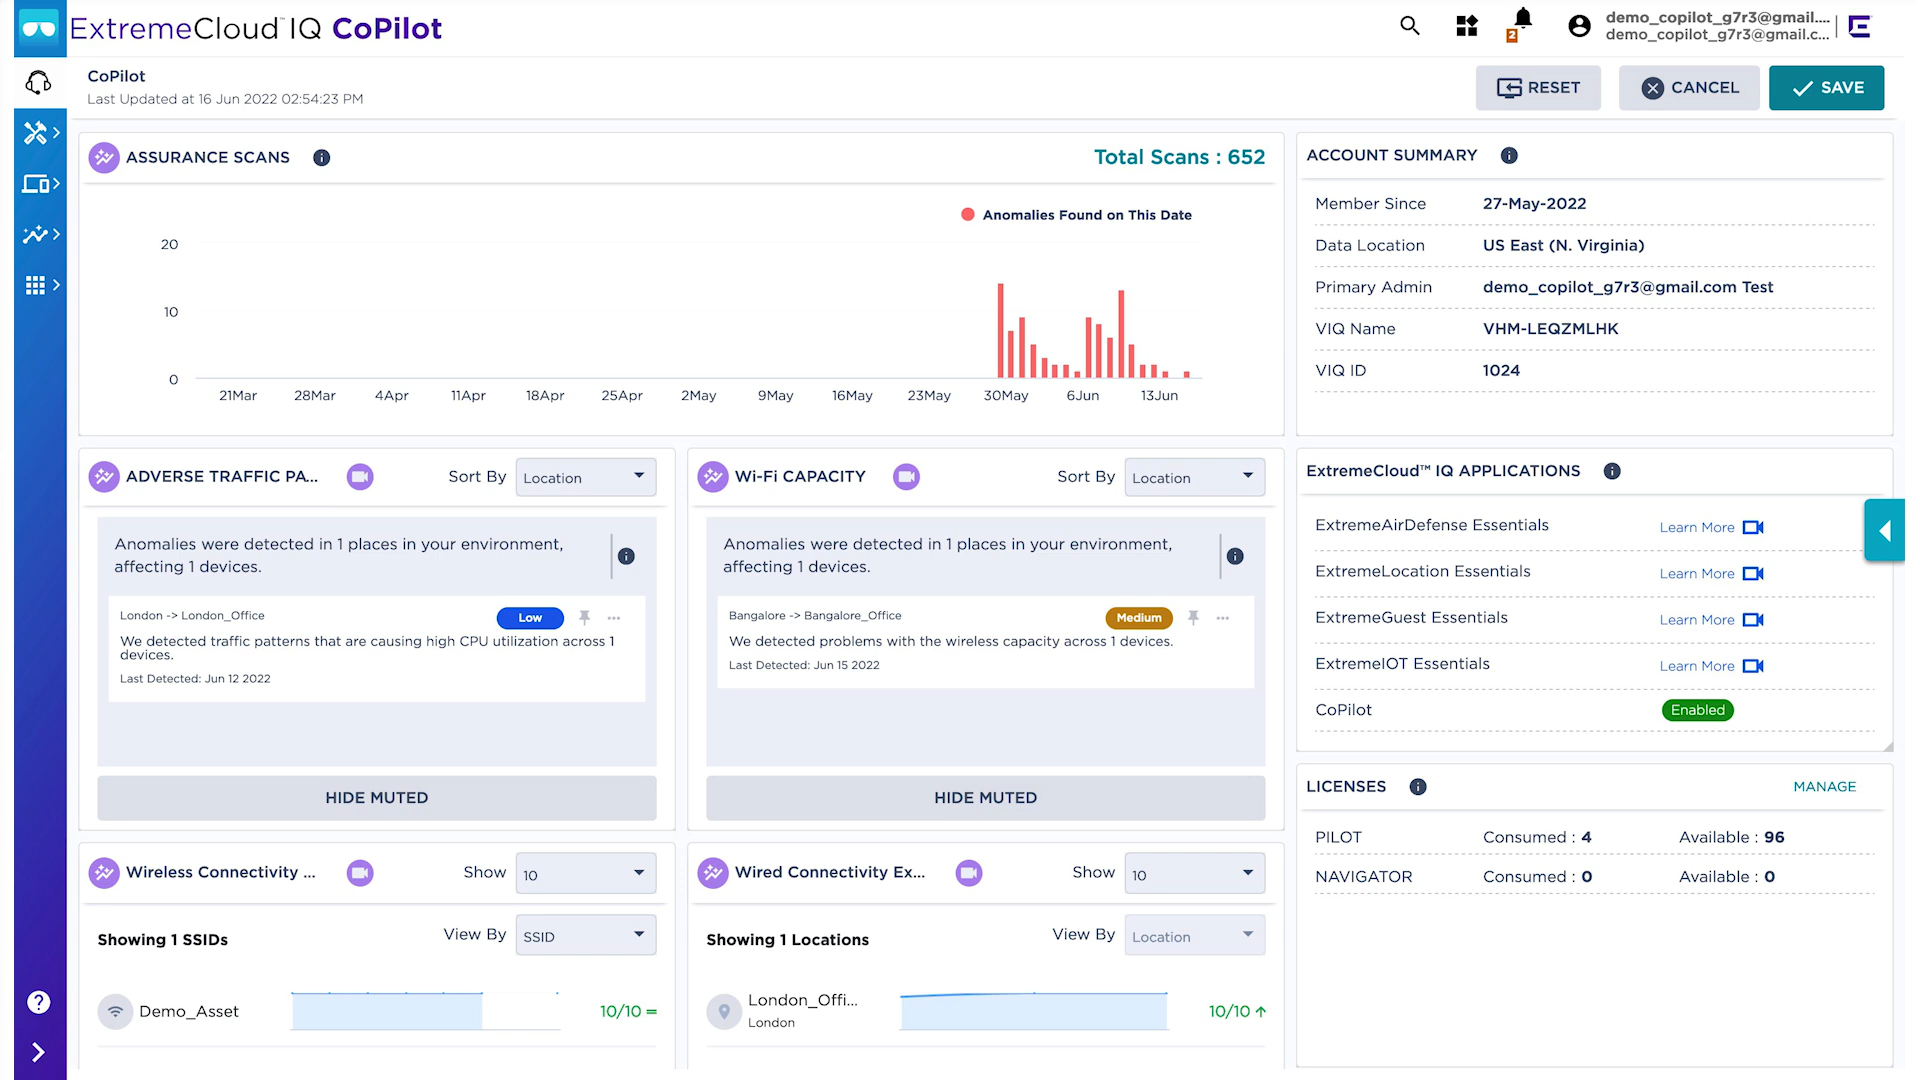 ExtremeCloud™ IQ CoPilot
2
demo_copilot_g7r3@gmail....
demo_copilot_g7r3@gmail.c...
CoPilot
Last Updated at 16 Jun 2022 02:54:23 PM
RESET
CANCEL
SAVE
ASSURANCE SCANS
Total Scans : 652
Anomalies Found on This Date
20
10
0
21Mar 28Mar 4Apr 11Apr 18Apr 25Apr 2May 9May 16May 23May 30May 6Jun 13Jun
ACCOUNT SUMMARY
Member Since 27-May-2022
Data Location US East (N. Virginia)
Primary Admin demo_copilot_g7r3@gmail.com Test
VIQ Name VHM-LEQZMLHK
VIQ ID 1024
ADVERSE TRAFFIC PA...
Sort By Location
Anomalies were detected in 1 places in your environment,
affecting 1 devices.
London -> London_Office
Low
We detected traffic patterns that are causing high CPU utilization across 1
devices.
Last Detected: Jun 12 2022
HIDE MUTED
Wi-Fi CAPACITY
Sort By Location
Anomalies were detected in 1 places in your environment,
affecting 1 devices.
Bangalore -> Bangalore_Office
Medium
We detected problems with the wireless capacity across 1 devices.
Last Detected: Jun 15 2022
HIDE MUTED
ExtremeCloud™ IQ APPLICATIONS
ExtremeAirDefense Essentials Learn More
ExtremeLocation Essentials Learn More
ExtremeGuest Essentials Learn More
ExtremeIOT Essentials Learn More
CoPilot Enabled
Wireless Connectivity ...
Show 10
Showing 1 SSIDs
View By SSID
Demo_Asset
10/10 =
Wired Connectivity Ex...
Show 10
Showing 1 Locations
View By Location
London_Offi...
London
10/10 ↑
LICENSES
MANAGE
PILOT Consumed : 4 Available : 96
NAVIGATOR Consumed : 0 Available : 0